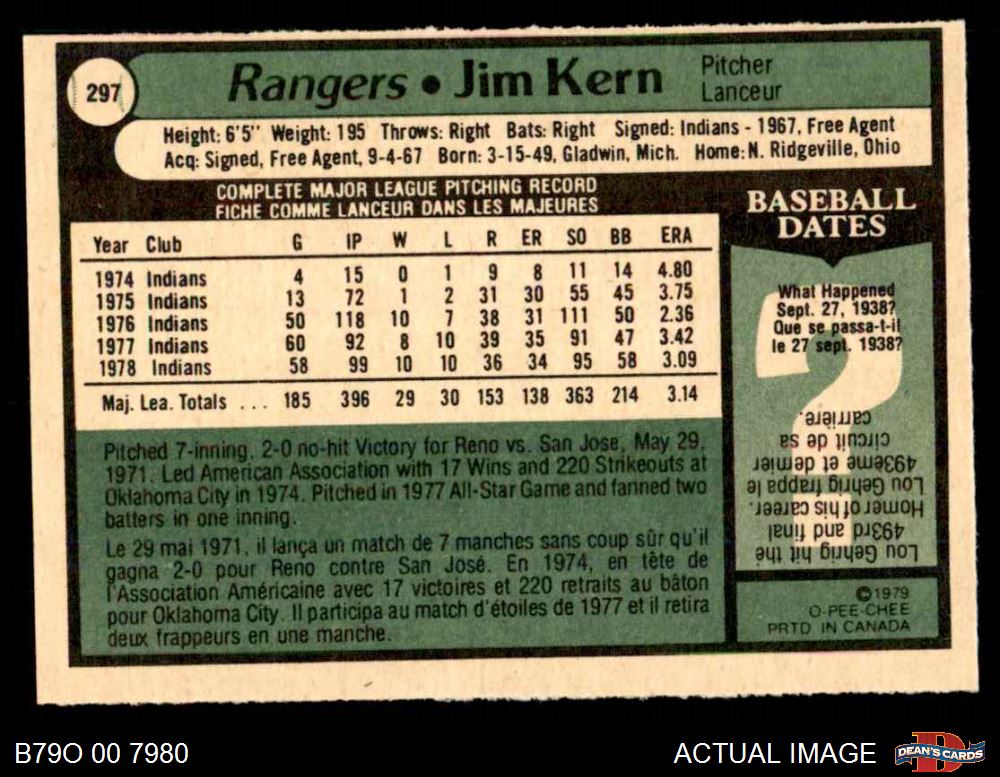 297
Rangers • Jim Kern
Pitcher
Lanceur
Height: 6'5" Weight: 195 Throws: Right Bats: Right Signed: Indians - 1967, Free Agent
Acq: Signed, Free Agent, 9-4-67 Born: 3-15-49, Gladwin, Mich. Home: N. Ridgeville, Ohio
COMPLETE MAJOR LEAGUE PITCHING RECORD
FICHE COMME LANCEUR DANS LES MAJEURES
Year Club G IP W L R ER SO BB ERA
1974 Indians 4 15 0 1 9 8 11 14 4.80
1975 Indians 13 72 1 2 31 30 55 45 3.75
1976 Indians 50 118 10 7 38 31 111 50 2.36
1977 Indians 60 92 8 10 39 35 91 47 3.42
1978 Indians 58 99 10 10 36 34 95 58 3.09
Maj. Lea. Totals ... 185 396 29 30 153 138 363 214 3.14
Pitched 7-inning, 2-0 no-hit Victory for Reno vs. San Jose, May 29,
1971. Led American Association with 17 Wins and 220 Strikeouts at
Oklahoma City in 1974. Pitched in 1977 All-Star Game and fanned two
batters in one inning.
Le 29 mai 1971, il lança un match de 7 manches sans coup sûr qu'il
gagna 2-0 pour Reno contre San José. En 1974, en tête de
l'Association Américaine avec 17 victoires et 220 retraits au bâton
pour Oklahoma City. Il participa au match d'étoiles de 1977 et il retira
deux frappeurs en une manche.
BASEBALL
DATES
What Happened
Sept. 27, 1938?
Que se passa-t-il
le 27 sept. 1938?
Lou Gehrig hit the
493rd and final
Homer of his career.
Lou Gehrig frappa le
493ème et dernier
circuit de sa
carrière.
©1979
O-PEE-CHEE
PRTD IN CANADA
B79O 00 7980
ACTUAL IMAGE
DEAN'S CARDS